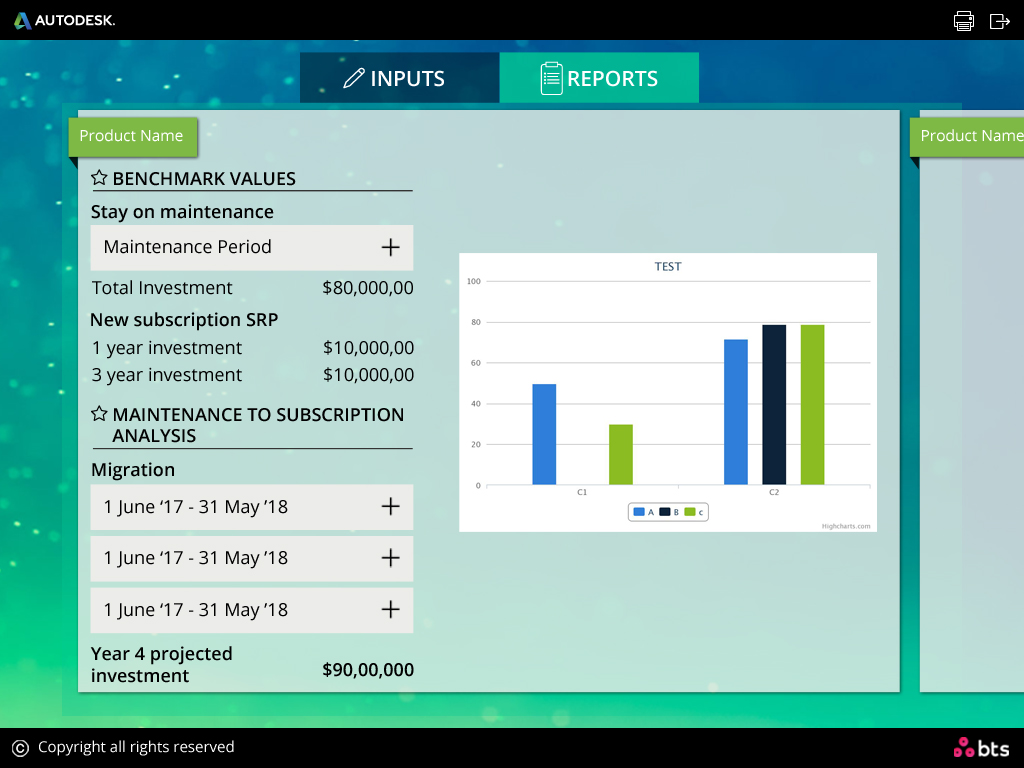 AUTODESK.
INPUTS
REPORTS
Product Name
Product Name
BENCHMARK VALUES
Stay on maintenance
Maintenance Period
Total Investment $80,000,00
New subscription SRP
1 year investment $10,000,00
3 year investment $10,000,00
MAINTENANCE TO SUBSCRIPTION
ANALYSIS
Migration
1 June ‘17 - 31 May ’18
1 June ‘17 - 31 May ’18
1 June ‘17 - 31 May ’18
Year 4 projected
investment $90,00,000
TEST
100
80
60
40
20
0
C1 C2
A B c
Highcharts.com
© Copyright all rights reserved
bts